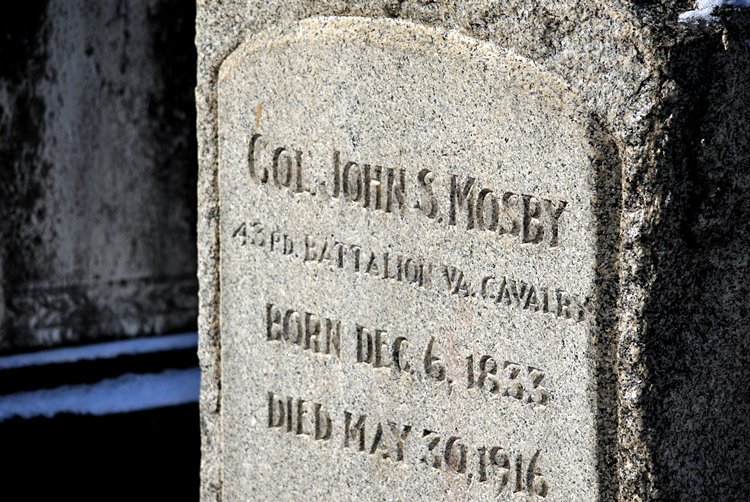 COL. JOHN S. MOSBY
43RD. BATTALION VA. CAVALRY
BORN DEC. 6, 1833
DIED MAY 30, 1916